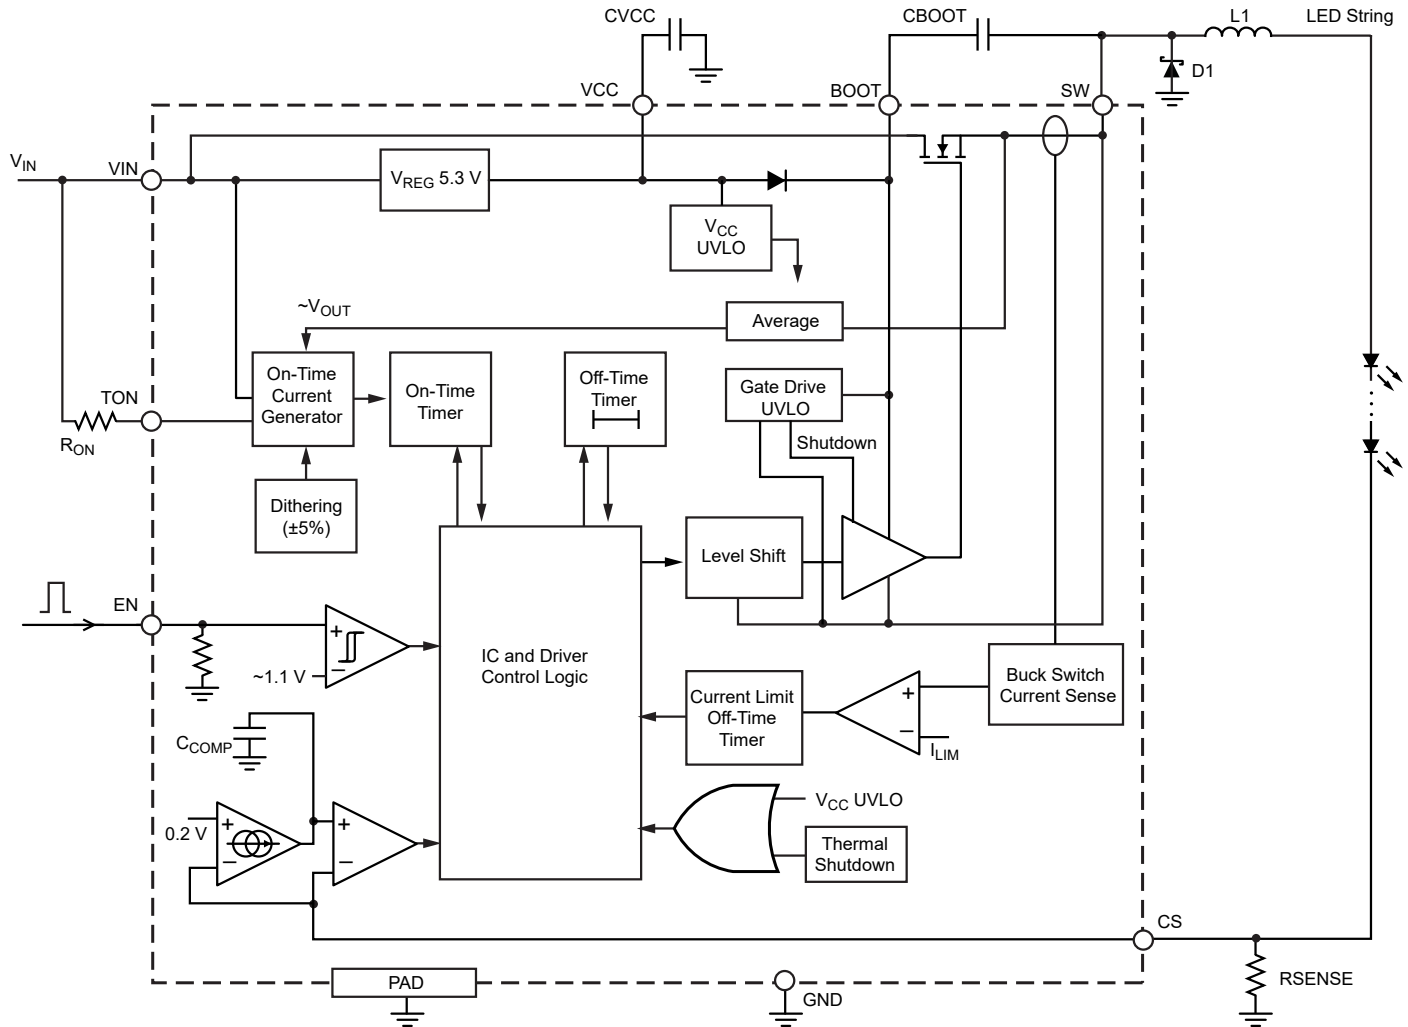 CVCC
CBOOT
L1
LED String
D1
VCC
BOOT
SW
VIN
VIN
VREG 5.3 V
VCC
UVLO
~VOUT
Average
TON
RON
On-Time
Current
Generator
On-Time
Timer
Off-Time
Timer
Gate Drive
UVLO
Shutdown
Dithering
(±5%)
Level Shift
EN
+
−
~1.1 V
IC and Driver
Control Logic
Buck Switch
Current Sense
Current Limit
Off-Time
Timer
+
−
ILIM
CCOMP
0.2 V
+
−
+
−
VCC UVLO
Thermal
Shutdown
CS
RSENSE
PAD
GND